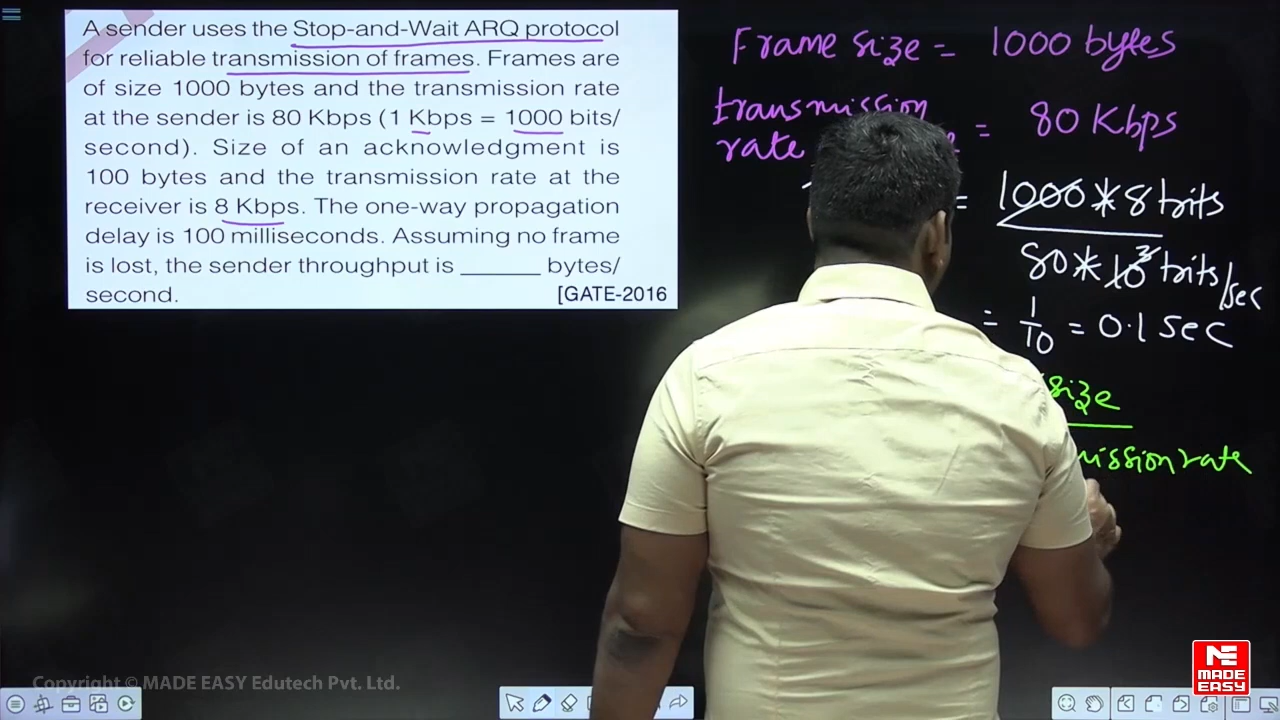 A sender uses the Stop-and-Wait ARQ protocol
for reliable transmission of frames. Frames are
of size 1000 bytes and the transmission rate
at the sender is 80 Kbps (1 Kbps = 1000 bits/
second). Size of an acknowledgment is
100 bytes and the transmission rate at the
receiver is 8 Kbps. The one-way propagation
delay is 100 milliseconds. Assuming no frame
is lost, the sender throughput is ______ bytes/
second. [GATE-2016
Frame size = 1000 bytes
transmission
rate = 80 Kbps
= 1000 * 8 bits
80 * 10³ bits/sec
= 1/10 = 0.1 sec
size
mission rate
Copyright © MADE EASY Edutech Pvt. Ltd.
MADE
EASY